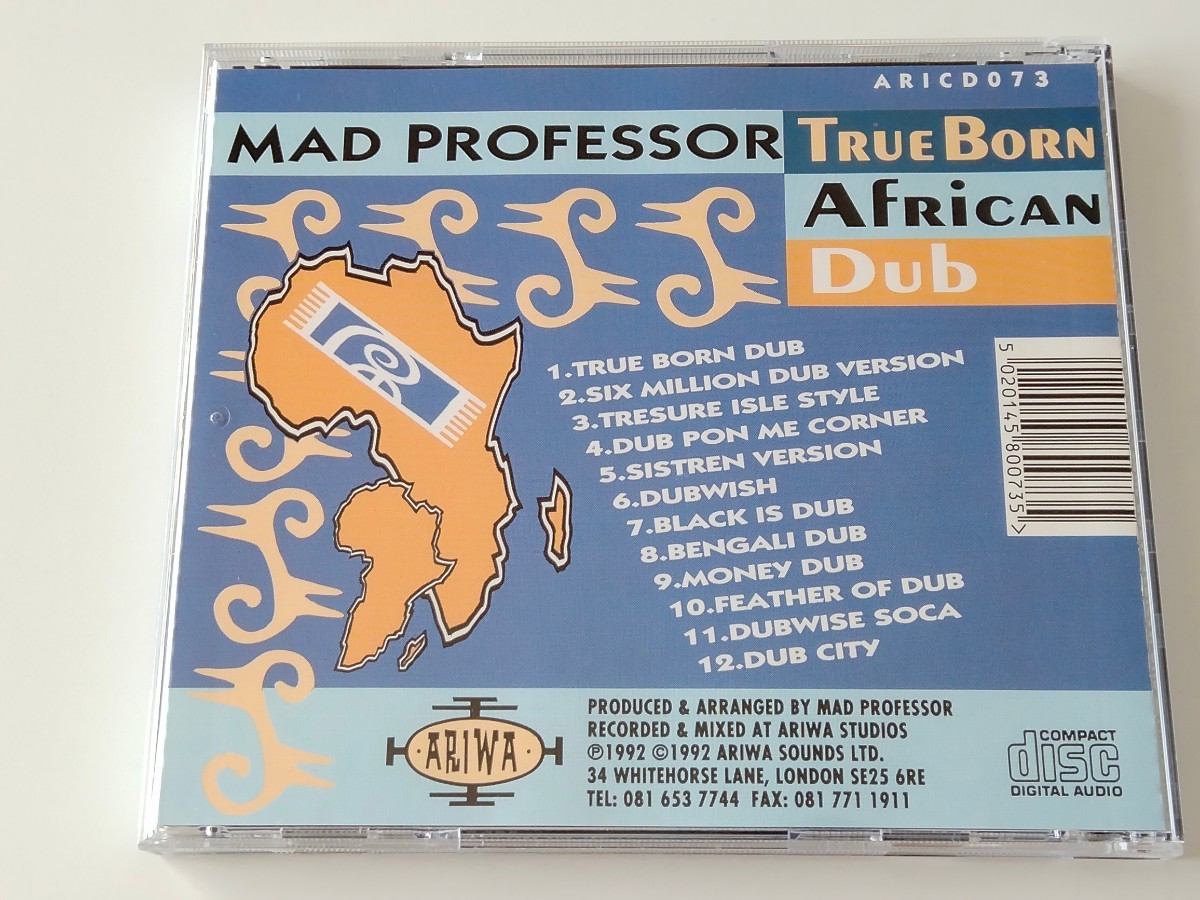 ARICD073
MAD PROFESSOR
TRUE BORN
AfRiCAN
Dub
1.TRUE BORN DUB
2.SIX MILLION DUB VERSION
3.TRESURE ISLE STYLE
4.DUB PON ME CORNER
5.SISTREN VERSION
6.DUBWISH
7.BLACK IS DUB
8.BENGALI DUB
9.MONEY DUB
10.FEATHER OF DUB
11.DUBWISE SOCA
12.DUB CITY
5 020145 800735 >
·ARIWA·
PRODUCED & ARRANGED BY MAD PROFESSOR
RECORDED & MIXED AT ARIWA STUDIOS
℗1992 ©1992 ARIWA SOUNDS LTD.
34 WHITEHORSE LANE, LONDON SE25 6RE
TEL: 081 653 7744 FAX: 081 771 1911
COMPACT
disc
DIGITAL AUDIO